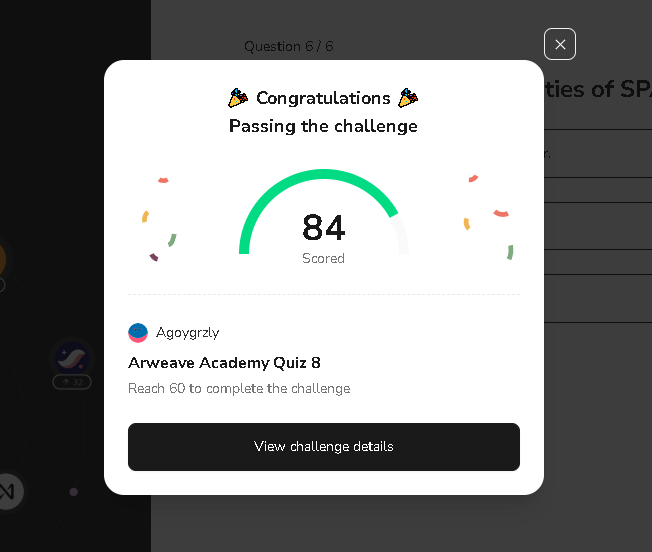 Question 6 / 6
Congratulations
Passing the challenge
ties of SPA
r.
84
Scored
Agoygrzly
Arweave Academy Quiz 8
32
Reach 60 to complete the challenge
View challenge details